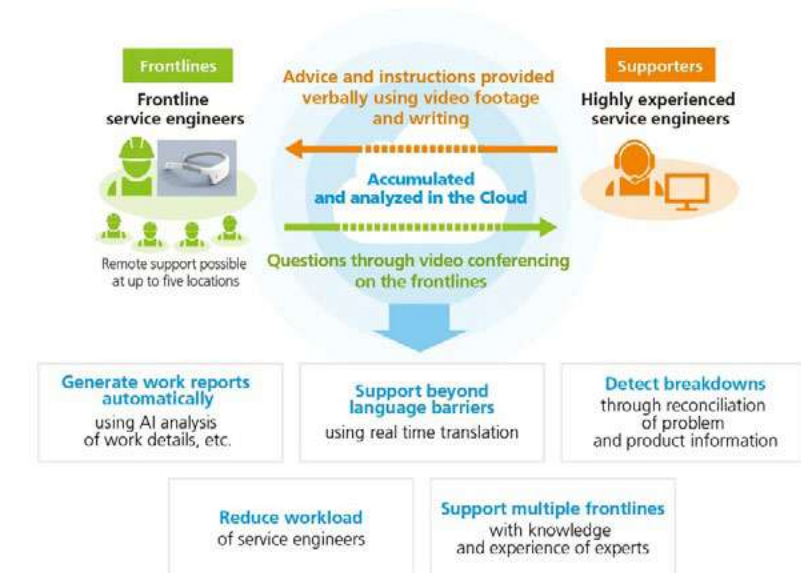 Frontlines
Frontline
service engineers
Remote support possible
at up to five locations
Advice and instructions provided
verbally using video footage
and writing
Accumulated
and analyzed in the Cloud
Questions through video conferencing
on the frontlines
Supporters
Highly experienced
service engineers
Generate work reports
automatically
using AI analysis
of work details, etc.
Support beyond
language barriers
using real time translation
Detect breakdowns
through reconciliation
of problem
and product information
Reduce workload
of service engineers
Support multiple frontlines
with knowledge
and experience of experts